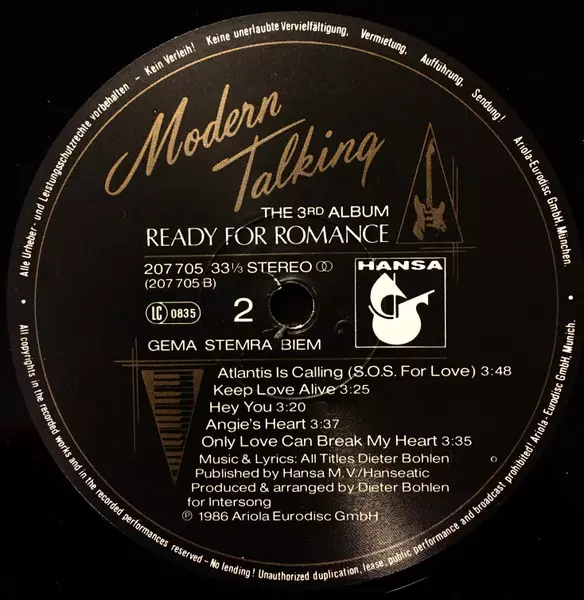 Alle Urheber- und Leistungsschutzrechte vorbehalten – Kein Verleih! Keine unerlaubte Vervielfältigung, Vermietung, Aufführung, Sendung! Ariola-Eurodisc GmbH, München.
Modern
Talking
THE 3RD ALBUM
READY FOR ROMANCE
207 705 33 1/3 STEREO
(207 705 B)
HANSA
LC 0835
2
GEMA STEMRA BIEM
Atlantis Is Calling (S.O.S. For Love) 3:48
Keep Love Alive 3:25
Hey You 3:20
Angie's Heart 3:37
Only Love Can Break My Heart 3:35
Music & Lyrics: All Titles Dieter Bohlen
Published by Hansa M.V./Hanseatic
Produced & arranged by Dieter Bohlen
for Intersong
℗ 1986 Ariola Eurodisc GmbH
All copyrights in the recorded works and in the recorded performances reserved – No lending! Unauthorized duplication, lease, public performance and broadcast prohibited! Ariola-Eurodisc GmbH, Munich.